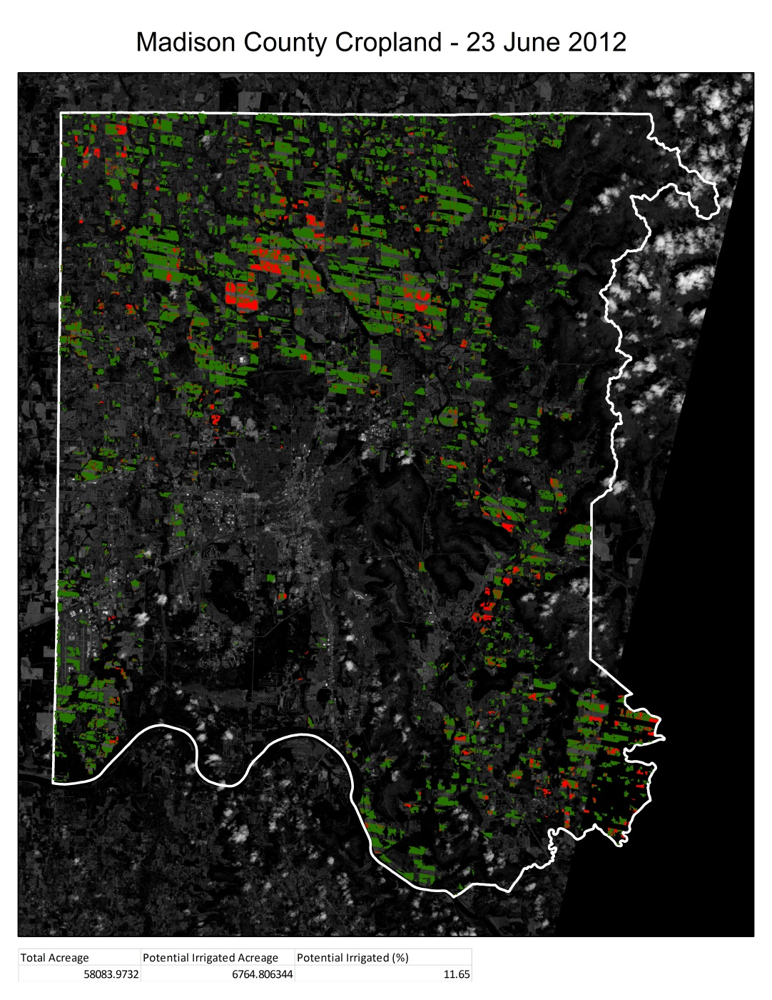 Madison County Cropland - 23 June 2012
Total Acreage Potential Irrigated Acreage Potential Irrigated (%)
58083.9732 6764.806344 11.65